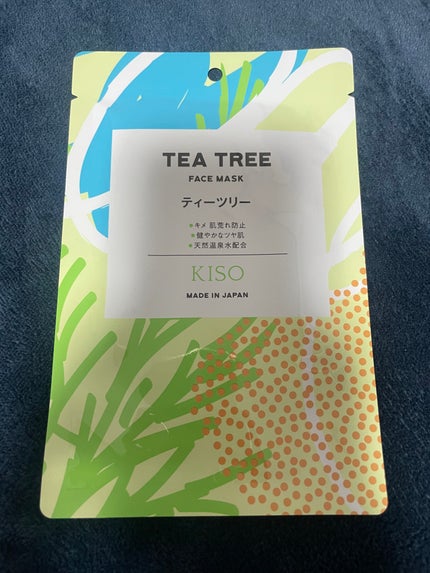 TEA TREE
FACE MASK
ティーツリー
●キメ 肌荒れ防止
●健やかなツヤ肌
●天然温泉水配合
KISO
MADE IN JAPAN